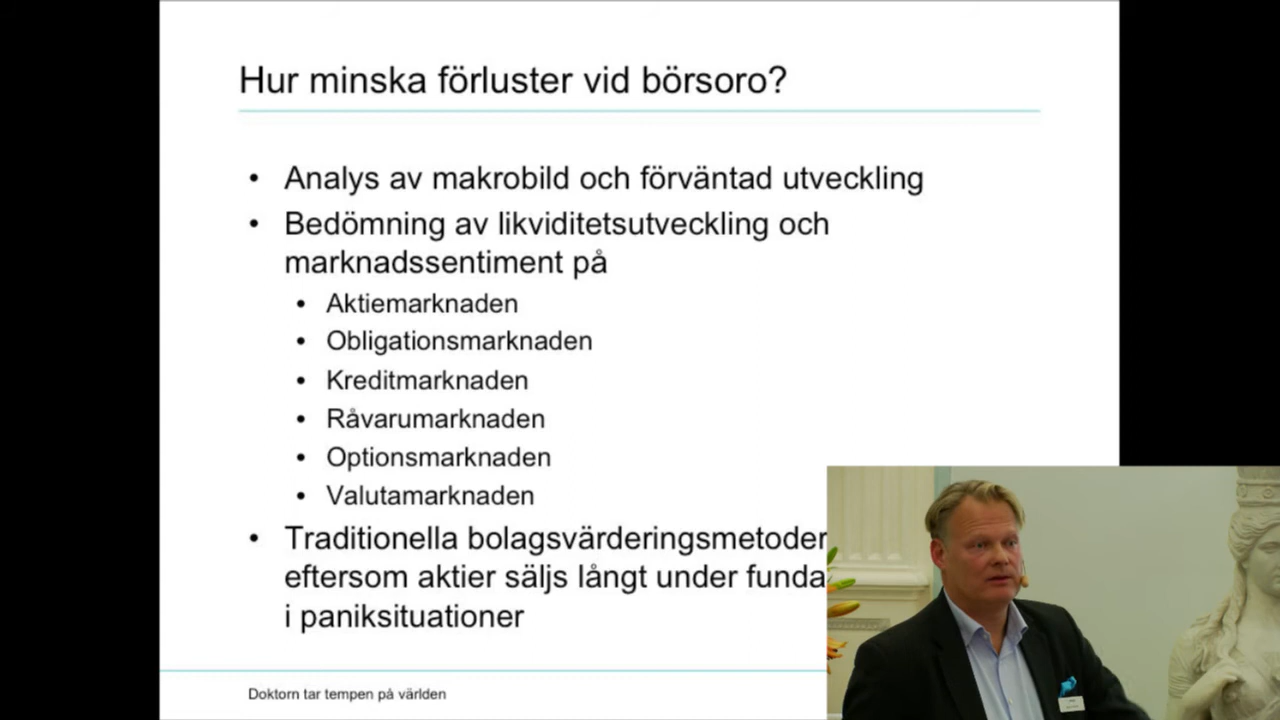 Hur minska förluster vid börsoro?
• Analys av makrobild och förväntad utveckling
• Bedömning av likviditetsutveckling och
marknadssentiment på
• Aktiemarknaden
• Obligationsmarknaden
• Kreditmarknaden
• Råvarumarknaden
• Optionsmarknaden
• Valutamarknaden
• Traditionella bolagsvärderingsmetoder
eftersom aktier säljs långt under funda
i paniksituationer
Doktorn tar tempen på världen